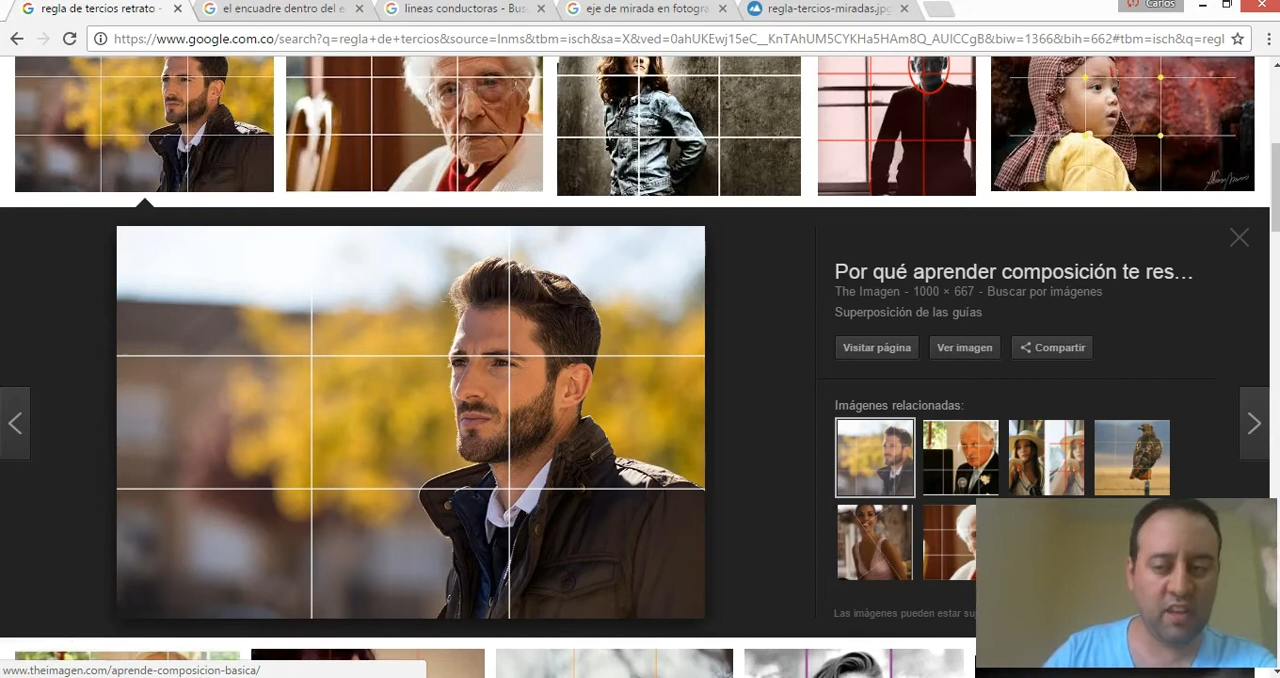 regla de tercios retrato -
el encuadre dentro del e
lineas conductoras - Bus
eje de mirada en fotogra
regla-tercios-miradas.jpg
Carlos
https://www.google.com.co/search?q=regla+de+tercios&source=lnms&tbm=isch&sa=X&ved=0ahUKEwj15eC__KnTAhUM5CYKHa5HAm8Q_AUICCgB&biw=1366&bih=662#tbm=isch&q=regl
Por qué aprender composición te res...
The Imagen - 1000 × 667 - Buscar por imágenes
Superposición de las guías
Visitar página
Ver imagen
Compartir
Imágenes relacionadas:
Las imágenes pueden estar su
www.theimagen.com/aprende-composicion-basica/